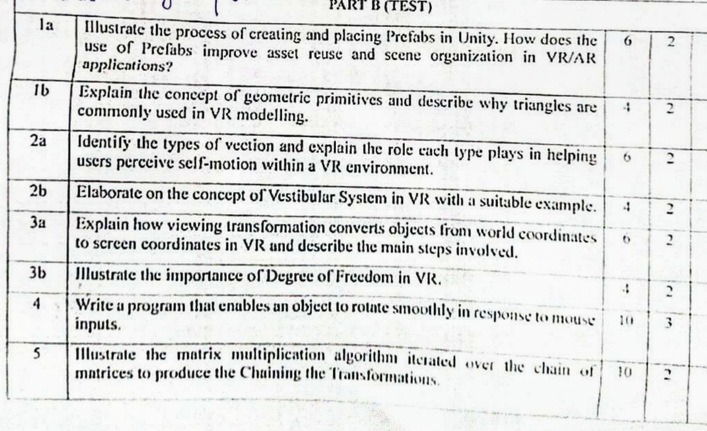 PART B (TEST)
1a Illustrate the process of creating and placing Prefabs in Unity. How does the 6 2
use of Prefabs improve asset reuse and scene organization in VR/AR
applications?
1b Explain the concept of geometric primitives and describe why triangles are 4 2
commonly used in VR modelling.
2a Identify the types of vection and explain the role each type plays in helping 6 2
users perceive self-motion within a VR environment.
2b Elaborate on the concept of Vestibular System in VR with a suitable example. 4 2
3a Explain how viewing transformation converts objects from world coordinates 6 2
to screen coordinates in VR and describe the main steps involved.
3b Illustrate the importance of Degree of Freedom in VR. 4 2
4 Write a program that enables an object to rotate smoothly in response to mouse 10 3
inputs.
5 Illustrate the matrix multiplication algorithm iterated over the chain of 10 2
matrices to produce the Chaining the Transformations.